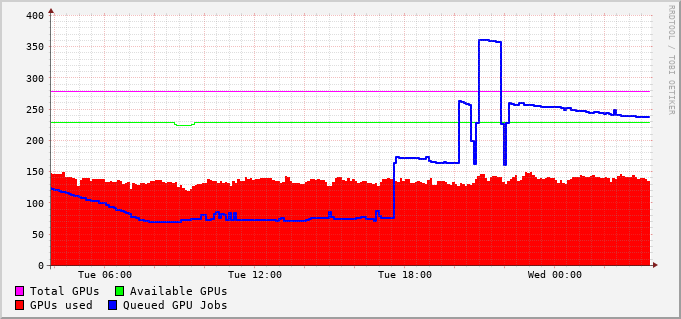 400
350
300
250
200
150
100
50
0
Tue 06:00 Tue 12:00 Tue 18:00 Wed 00:00
Total GPUs Available GPUs
GPUs used Queued GPU Jobs
RRDTOOL / TOBI OETIKER